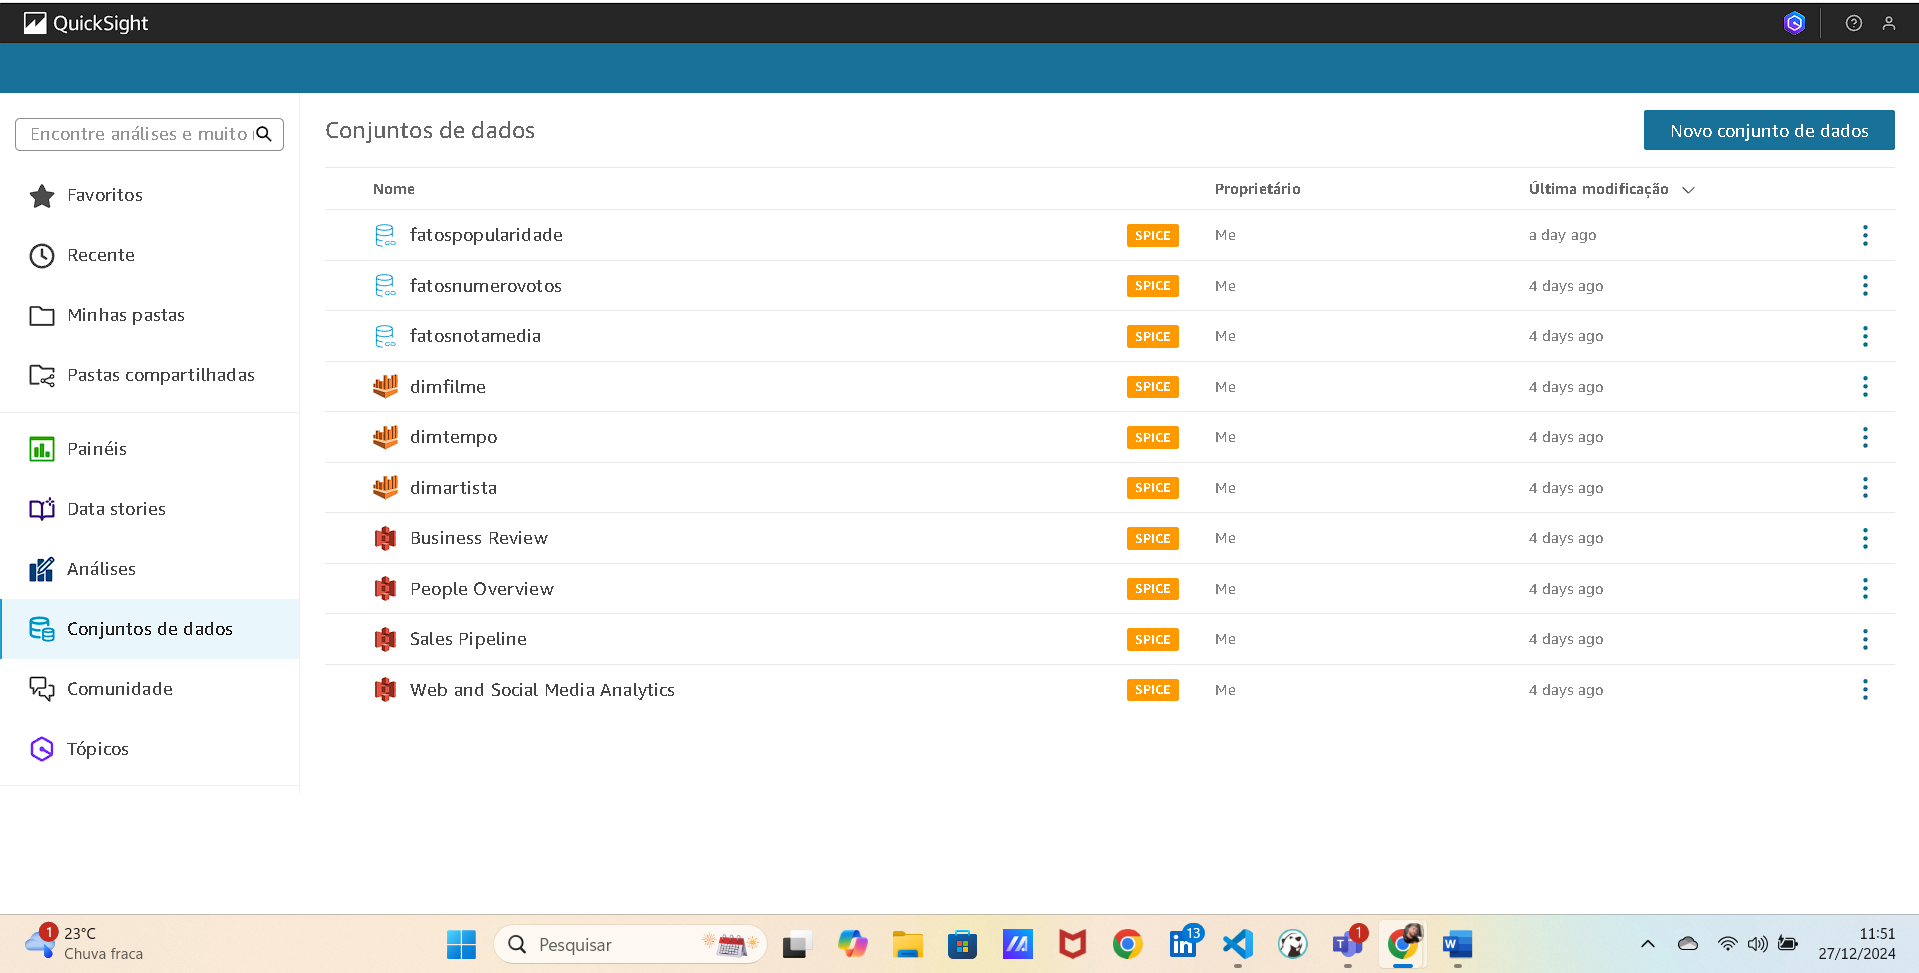 QuickSight
Encontre análises e muito
Favoritos
Recente
Minhas pastas
Pastas compartilhadas
Painéis
Data stories
Análises
Conjuntos de dados
Comunidade
Tópicos
Conjuntos de dados
Novo conjunto de dados
Nome Proprietário Última modificação
fatospopularidade SPICE Me a day ago
fatosnumerovotos SPICE Me 4 days ago
fatosnotamedia SPICE Me 4 days ago
dimfilme SPICE Me 4 days ago
dimtempo SPICE Me 4 days ago
dimartista SPICE Me 4 days ago
Business Review SPICE Me 4 days ago
People Overview SPICE Me 4 days ago
Sales Pipeline SPICE Me 4 days ago
Web and Social Media Analytics SPICE Me 4 days ago
1
23°C
Chuva fraca
Pesquisar
13
1
11:51
27/12/2024